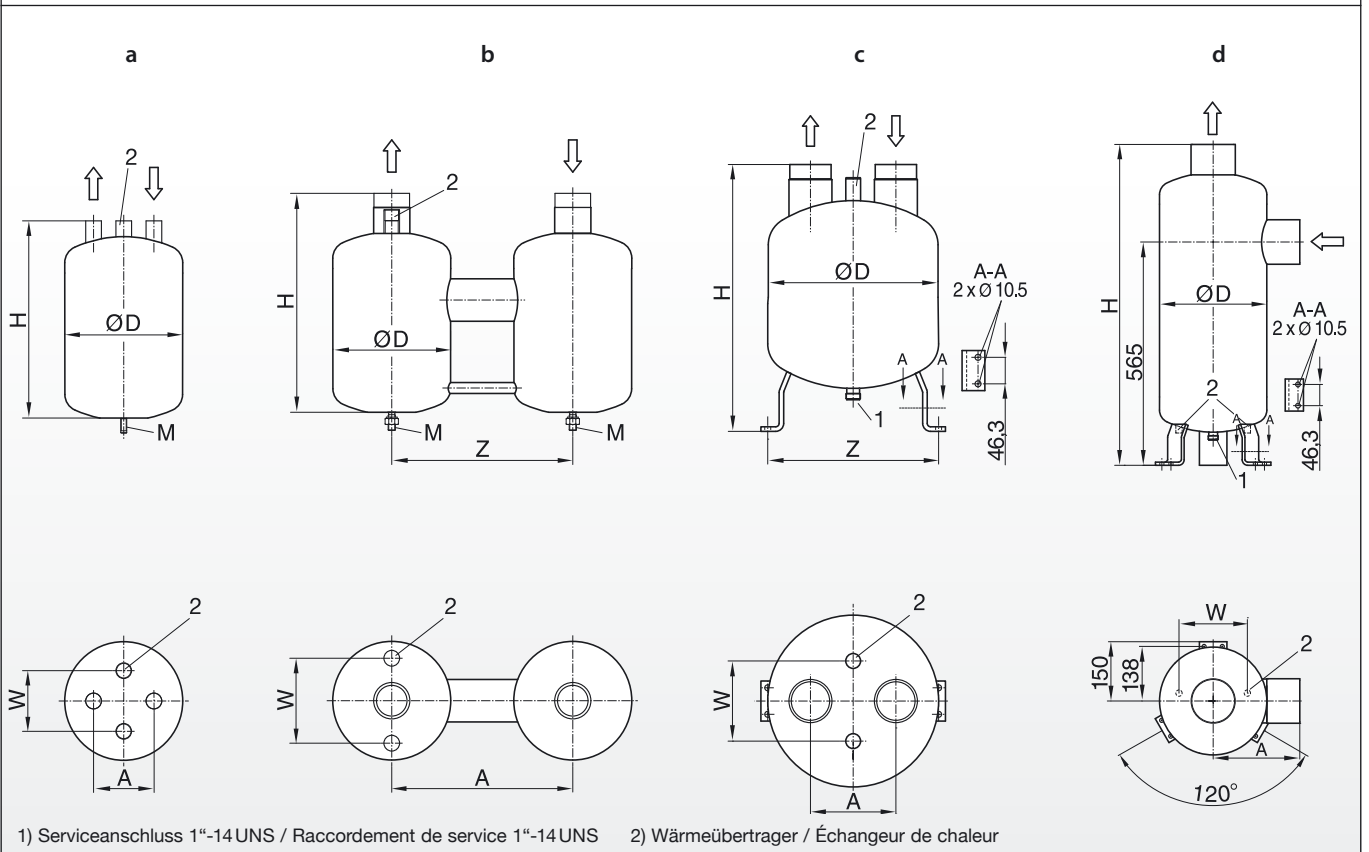 a
b
c
d
2
H
ØD
M
2
H
ØD
M
M
Z
2
H
ØD
A-A
2 x Ø 10.5
A
A
46,3
1
Z
H
565
ØD
A-A
2 x Ø 10.5
2
A
A
46,3
1
2
W
A
2
W
A
2
W
A
W
2
150
138
A
120°
1) Serviceanschluss 1“-14 UNS / Raccordement de service 1“-14 UNS 2) Wärmeübertrager / Échangeur de chaleur